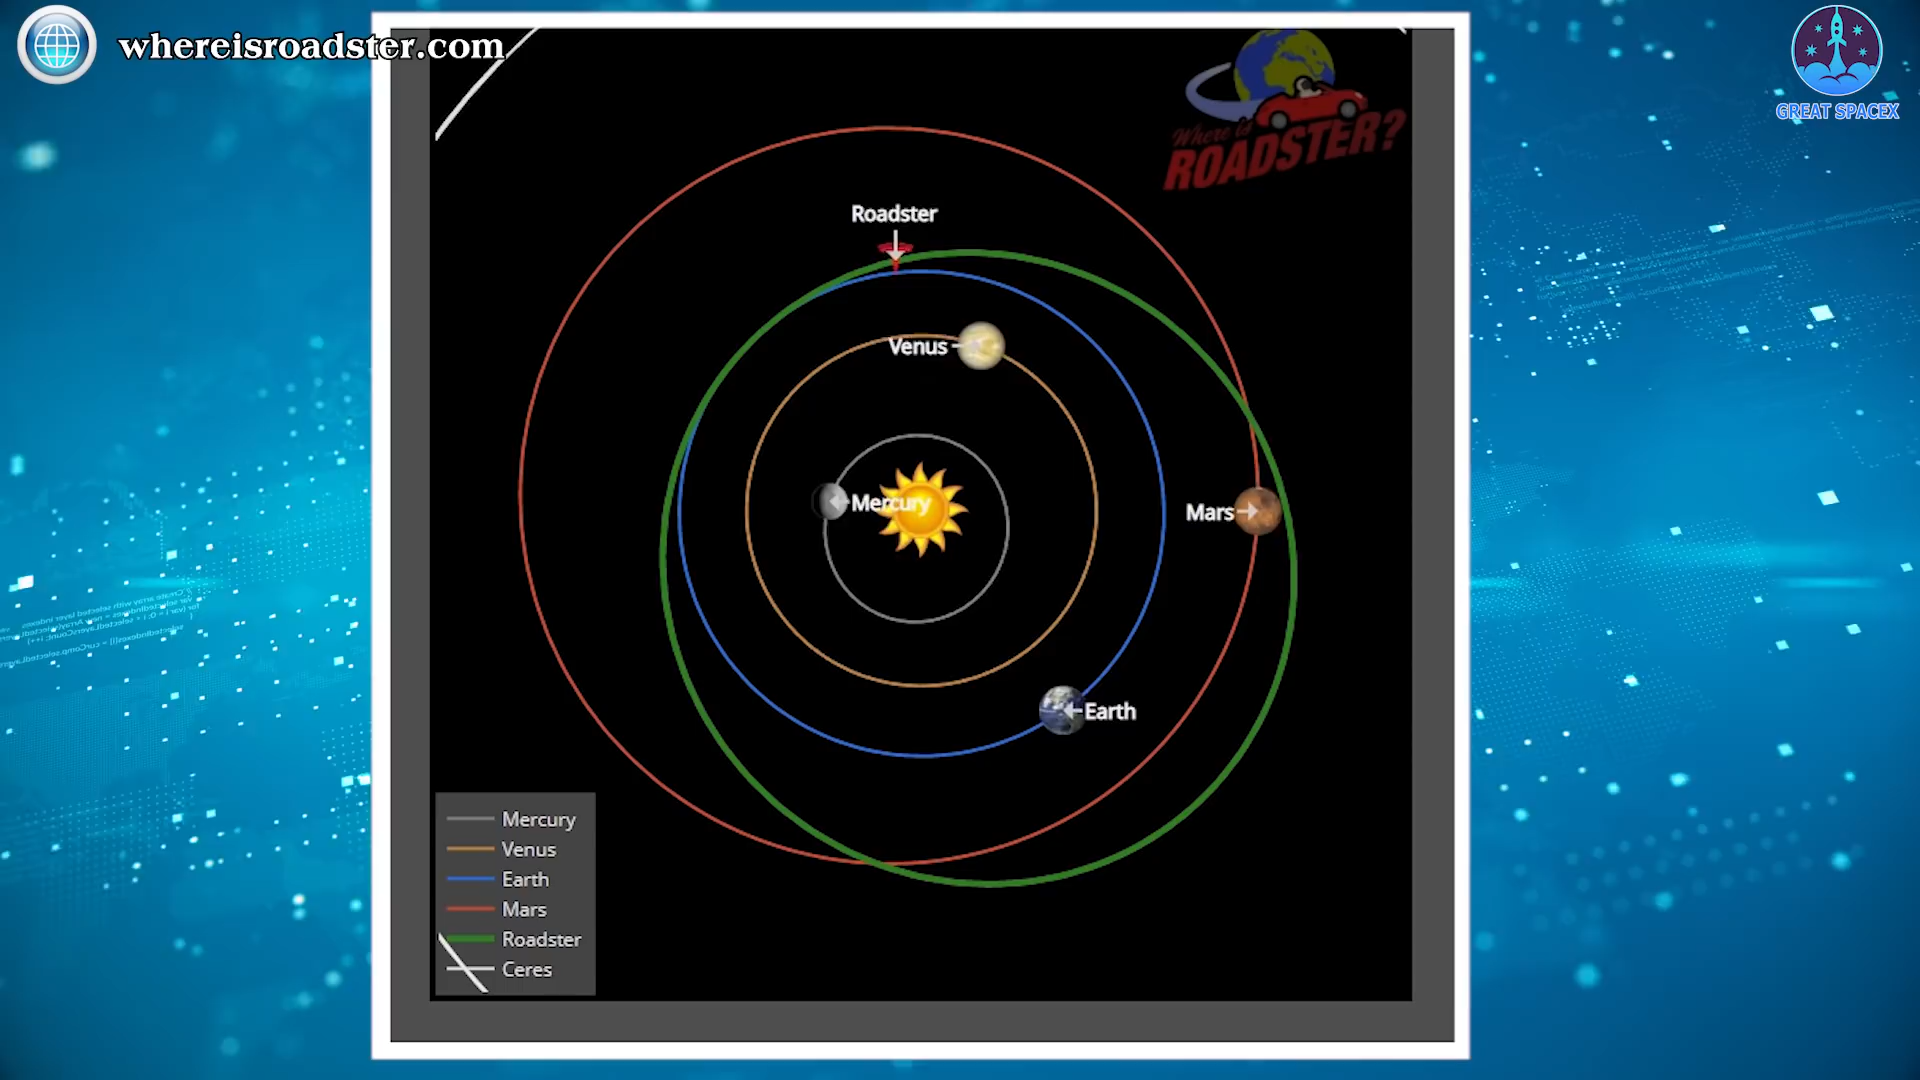 whereisroadster.com
GREAT SPACEX
Where is
ROADSTER?
Roadster
Venus
Mercury
Mars
Earth
Mercury
Venus
Earth
Mars
Roadster
Ceres